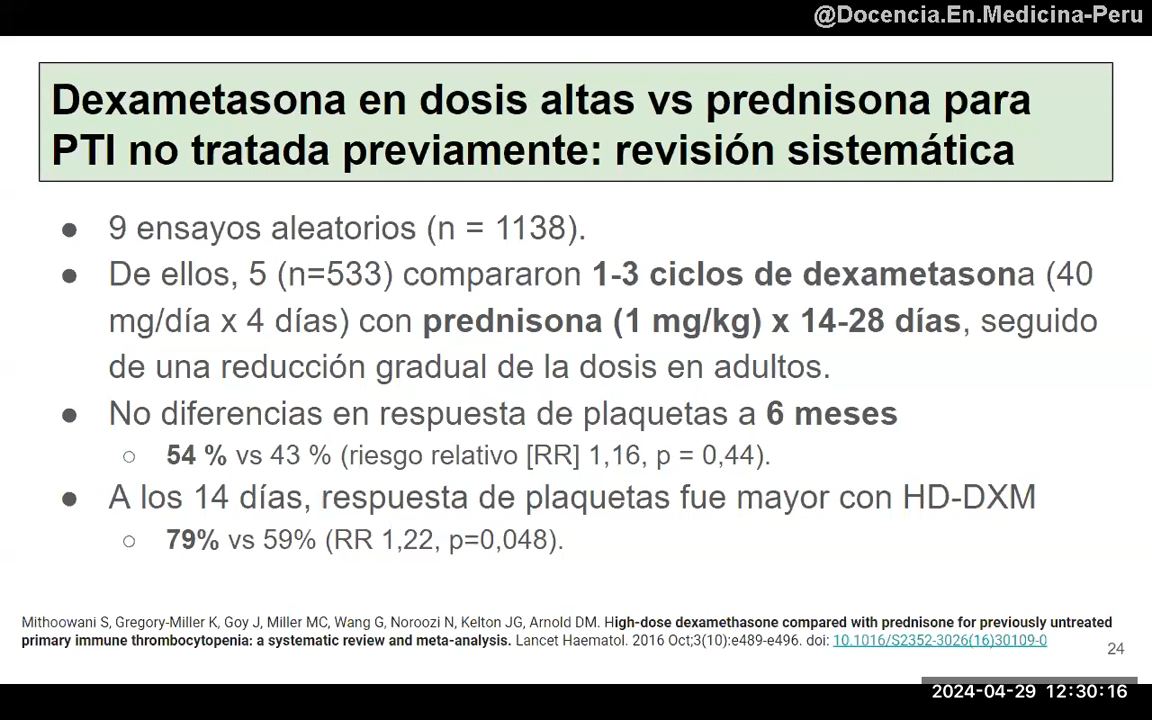 @Docencia.En.Medicina-Peru
Dexametasona en dosis altas vs prednisona para
PTI no tratada previamente: revisión sistemática
● 9 ensayos aleatorios (n = 1138).
● De ellos, 5 (n=533) compararon 1-3 ciclos de dexametasona (40
mg/día x 4 días) con prednisona (1 mg/kg) x 14-28 días, seguido
de una reducción gradual de la dosis en adultos.
● No diferencias en respuesta de plaquetas a 6 meses
○ 54 % vs 43 % (riesgo relativo [RR] 1,16, p = 0,44).
● A los 14 días, respuesta de plaquetas fue mayor con HD-DXM
○ 79% vs 59% (RR 1,22, p=0,048).
Mithoowani S, Gregory-Miller K, Goy J, Miller MC, Wang G, Noroozi N, Kelton JG, Arnold DM. High-dose dexamethasone compared with prednisone for previously untreated
primary immune thrombocytopenia: a systematic review and meta-analysis. Lancet Haematol. 2016 Oct;3(10):e489-e496. doi: 10.1016/S2352-3026(16)30109-0
24
2024-04-29 12:30:16